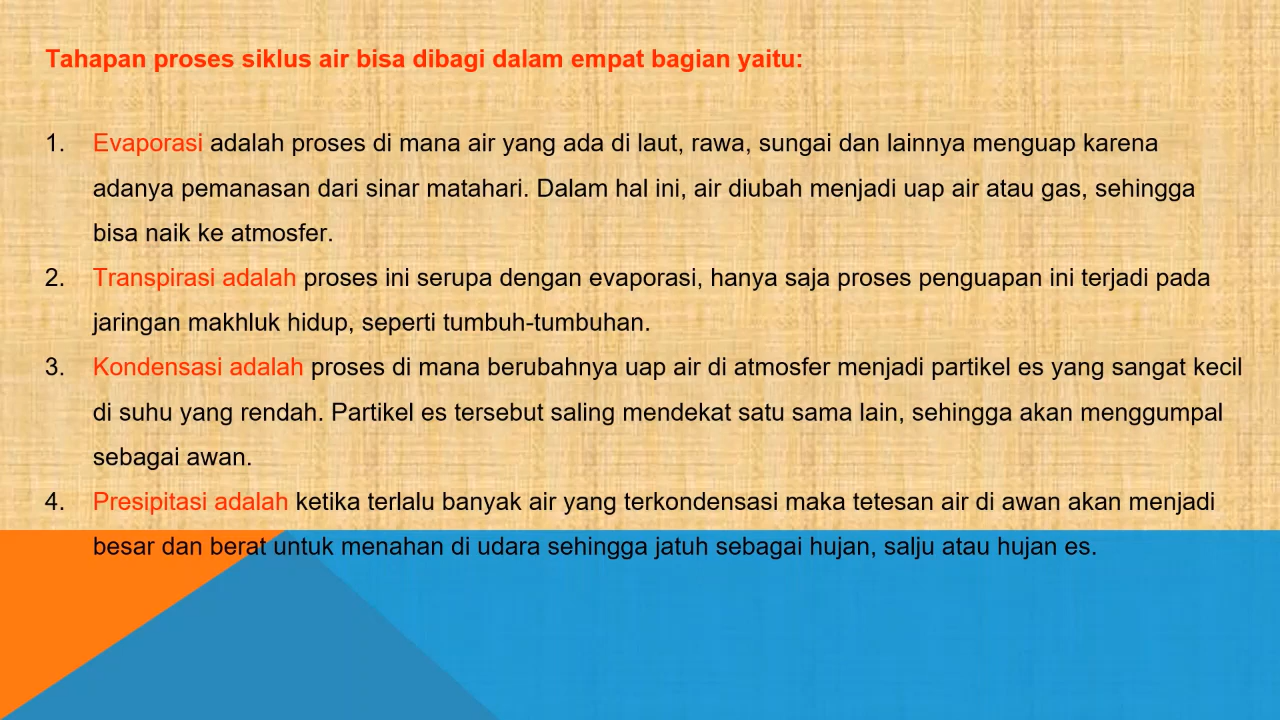 Tahapan proses siklus air bisa dibagi dalam empat bagian yaitu:
1. Evaporasi adalah proses di mana air yang ada di laut, rawa, sungai dan lainnya menguap karena
adanya pemanasan dari sinar matahari. Dalam hal ini, air diubah menjadi uap air atau gas, sehingga
bisa naik ke atmosfer.
2. Transpirasi adalah proses ini serupa dengan evaporasi, hanya saja proses penguapan ini terjadi pada
jaringan makhluk hidup, seperti tumbuh-tumbuhan.
3. Kondensasi adalah proses di mana berubahnya uap air di atmosfer menjadi partikel es yang sangat kecil
di suhu yang rendah. Partikel es tersebut saling mendekat satu sama lain, sehingga akan menggumpal
sebagai awan.
4. Presipitasi adalah ketika terlalu banyak air yang terkondensasi maka tetesan air di awan akan menjadi
besar dan berat untuk menahan di udara sehingga jatuh sebagai hujan, salju atau hujan es.